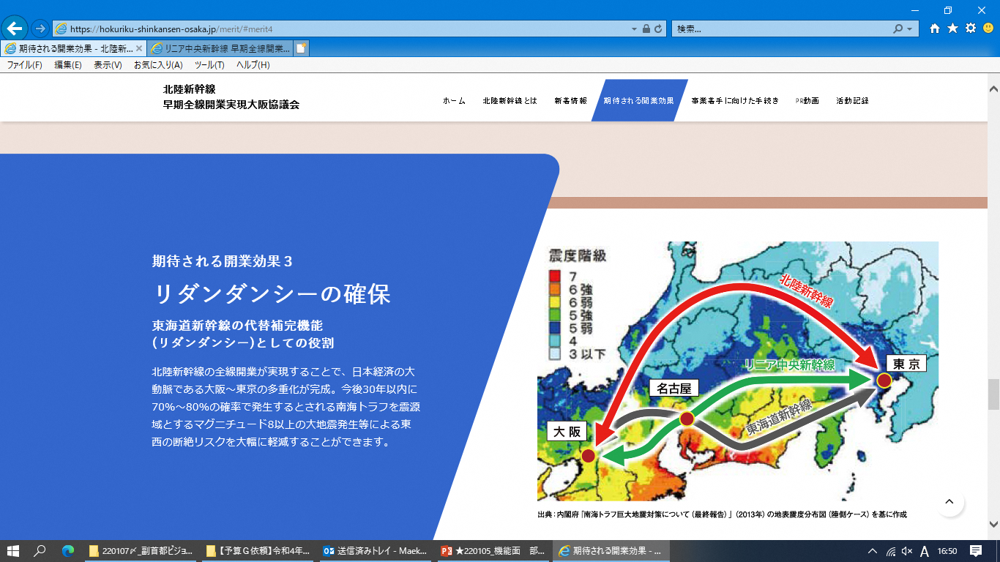 https://hokuriku-shinkansen-osaka.jp/merit/#merit4
検索...
期待される開業効果 - 北陸新...
リニア中央新幹線 早期全線開業...
ファイル(F) 編集(E) 表示(V) お気に入り(A) ツール(T) ヘルプ(H)
北陸新幹線
早期全線開業実現大阪協議会
ホーム 北陸新幹線とは 新着情報 期待される開業効果 事業着手に向けた手続き PR動画 活動記録
期待される開業効果３
リダンダンシーの確保
東海道新幹線の代替補完機能
(リダンダンシー)としての役割
北陸新幹線の全線開業が実現することで、日本経済の大
動脈である大阪～東京の多重化が完成。今後30年以内に
70%～80%の確率で発生するとされる南海トラフを震源
域とするマグニチュード8以上の大地震発生等による東
西の断絶リスクを大幅に軽減することができます。
震度階級
7
6強
6弱
5強
5弱
4
3以下
北陸新幹線
リニア中央新幹線
東海道新幹線
東京
名古屋
大阪
出典：内閣府「南海トラフ巨大地震対策について（最終報告）」（2013年）の地表震度分布図（陸側ケース）を基に作成
220107〆_副首都ビジョ...
【予算Ｇ依頼】令和4年...
送信済みトレイ - Maek...
★220105_機能面 部...
期待される開業効果 - ...
A
16:50